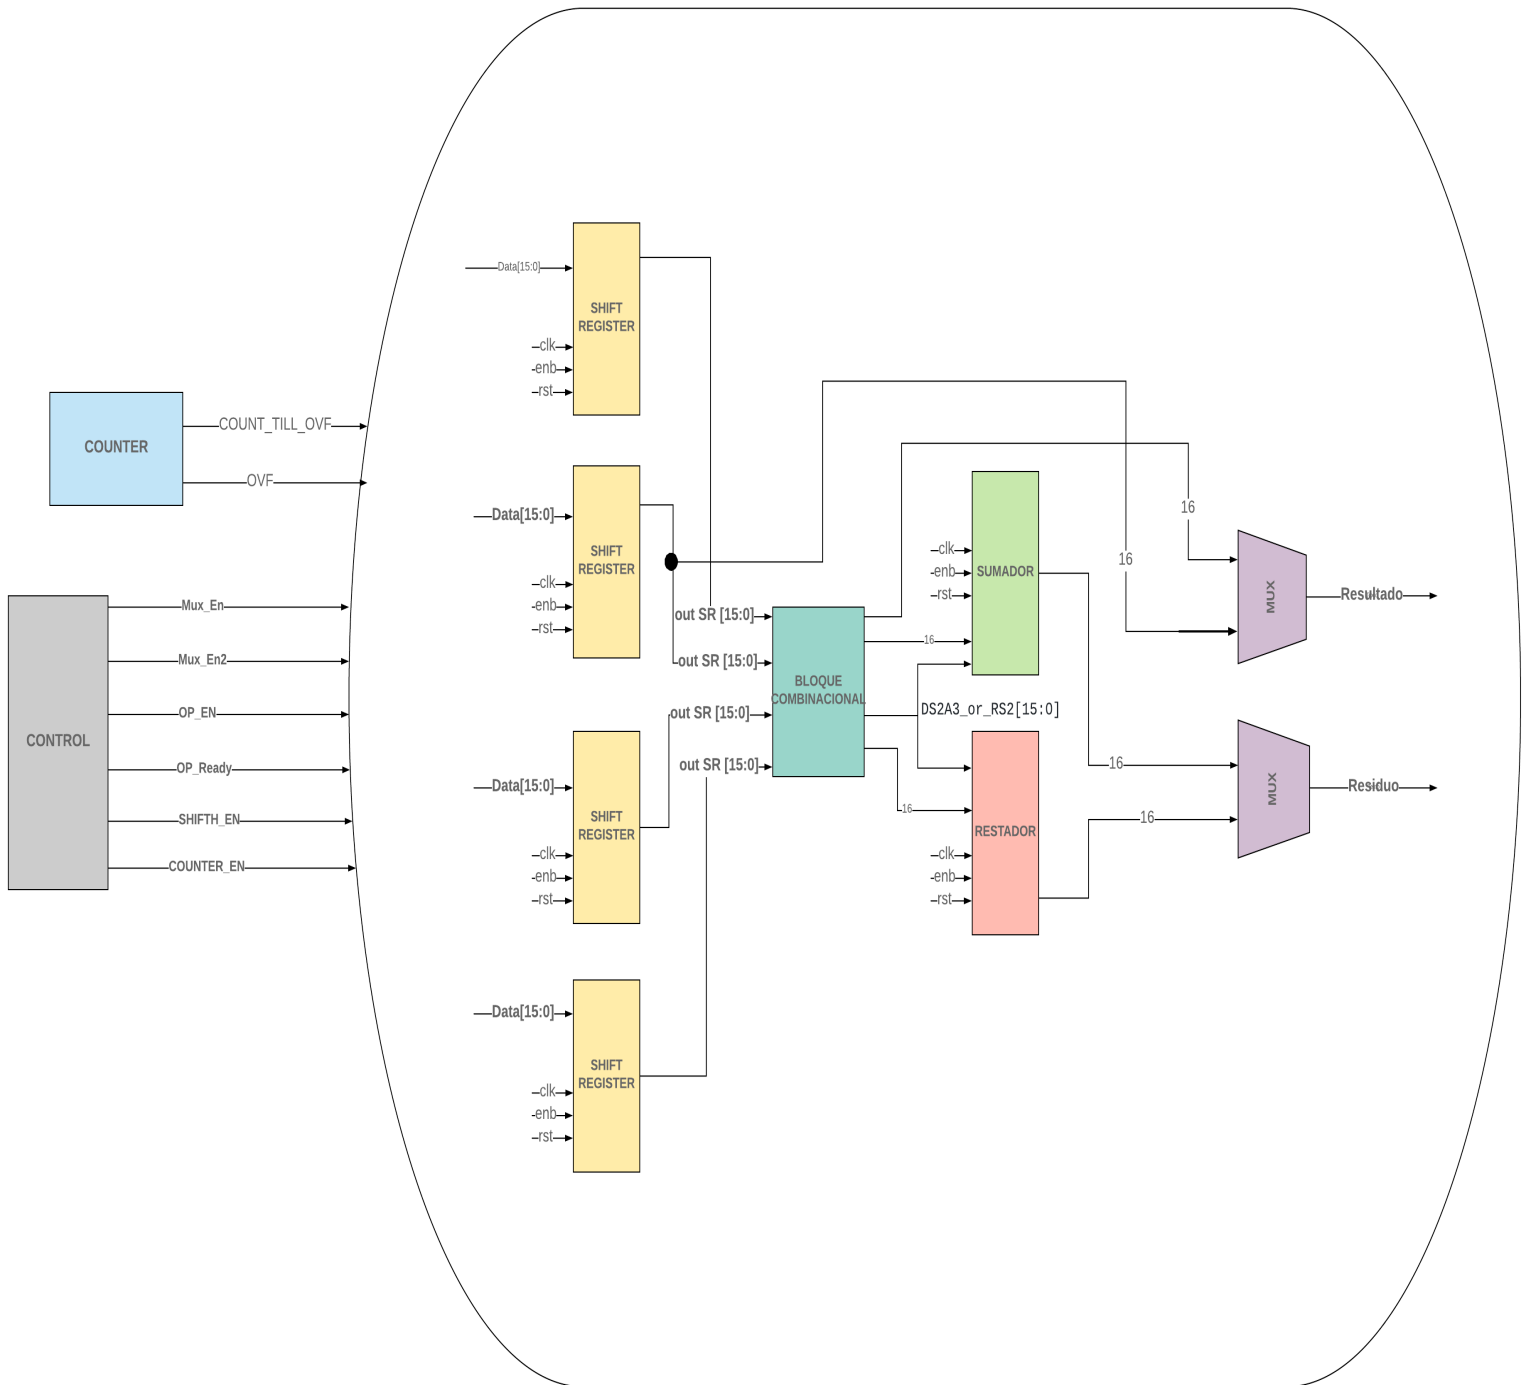 Data[15:0]
SHIFT
REGISTER
clk
enb
rst
COUNTER
COUNT_TILL_OVF
OVF
Data[15:0]
SHIFT
REGISTER
clk
enb
rst
CONTROL
Mux_En
Mux_En2
OP_EN
OP_Ready
SHIFTH_EN
COUNTER_EN
Data[15:0]
SHIFT
REGISTER
clk
enb
rst
Data[15:0]
SHIFT
REGISTER
clk
enb
rst
out SR [15:0]
out SR [15:0]
out SR [15:0]
out SR [15:0]
BLOQUE
COMBINACIONAL
clk
enb
rst
SUMADOR
16
DS2A3_or_RS2[15:0]
16
RESTADOR
clk
enb
rst
16
16
MUX
Resultado
16
16
MUX
Residuo